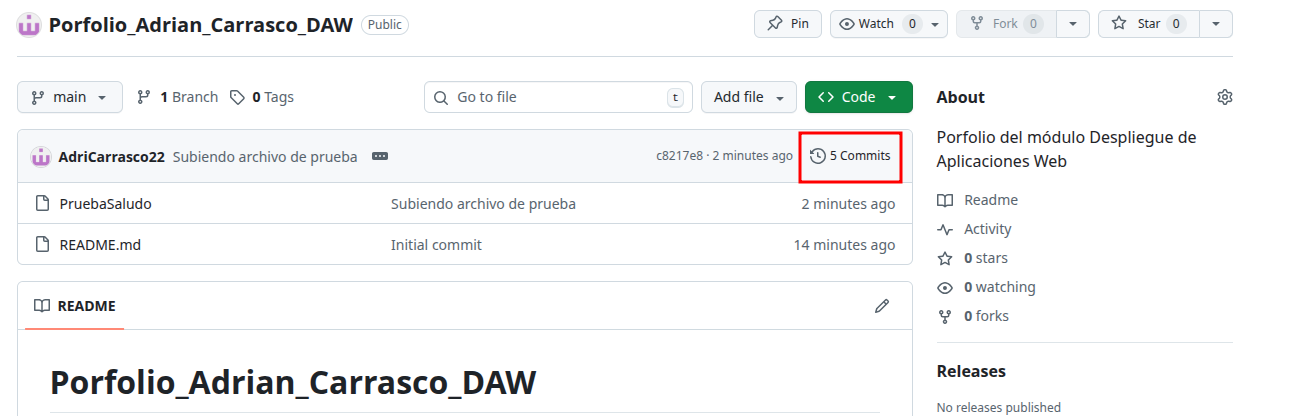 Porfolio_Adrian_Carrasco_DAW Public Pin Watch 0 Fork 0 Star 0
main 1 Branch 0 Tags Go to file t Add file Code
AdriCarrasco22 Subiendo archivo de prueba c8217e8 · 2 minutes ago 5 Commits
PruebaSaludo Subiendo archivo de prueba 2 minutes ago
README.md Initial commit 14 minutes ago
README
Porfolio_Adrian_Carrasco_DAW
About
Porfolio del módulo Despliegue de
Aplicaciones Web
Readme
Activity
0 stars
0 watching
0 forks
Releases
No releases published